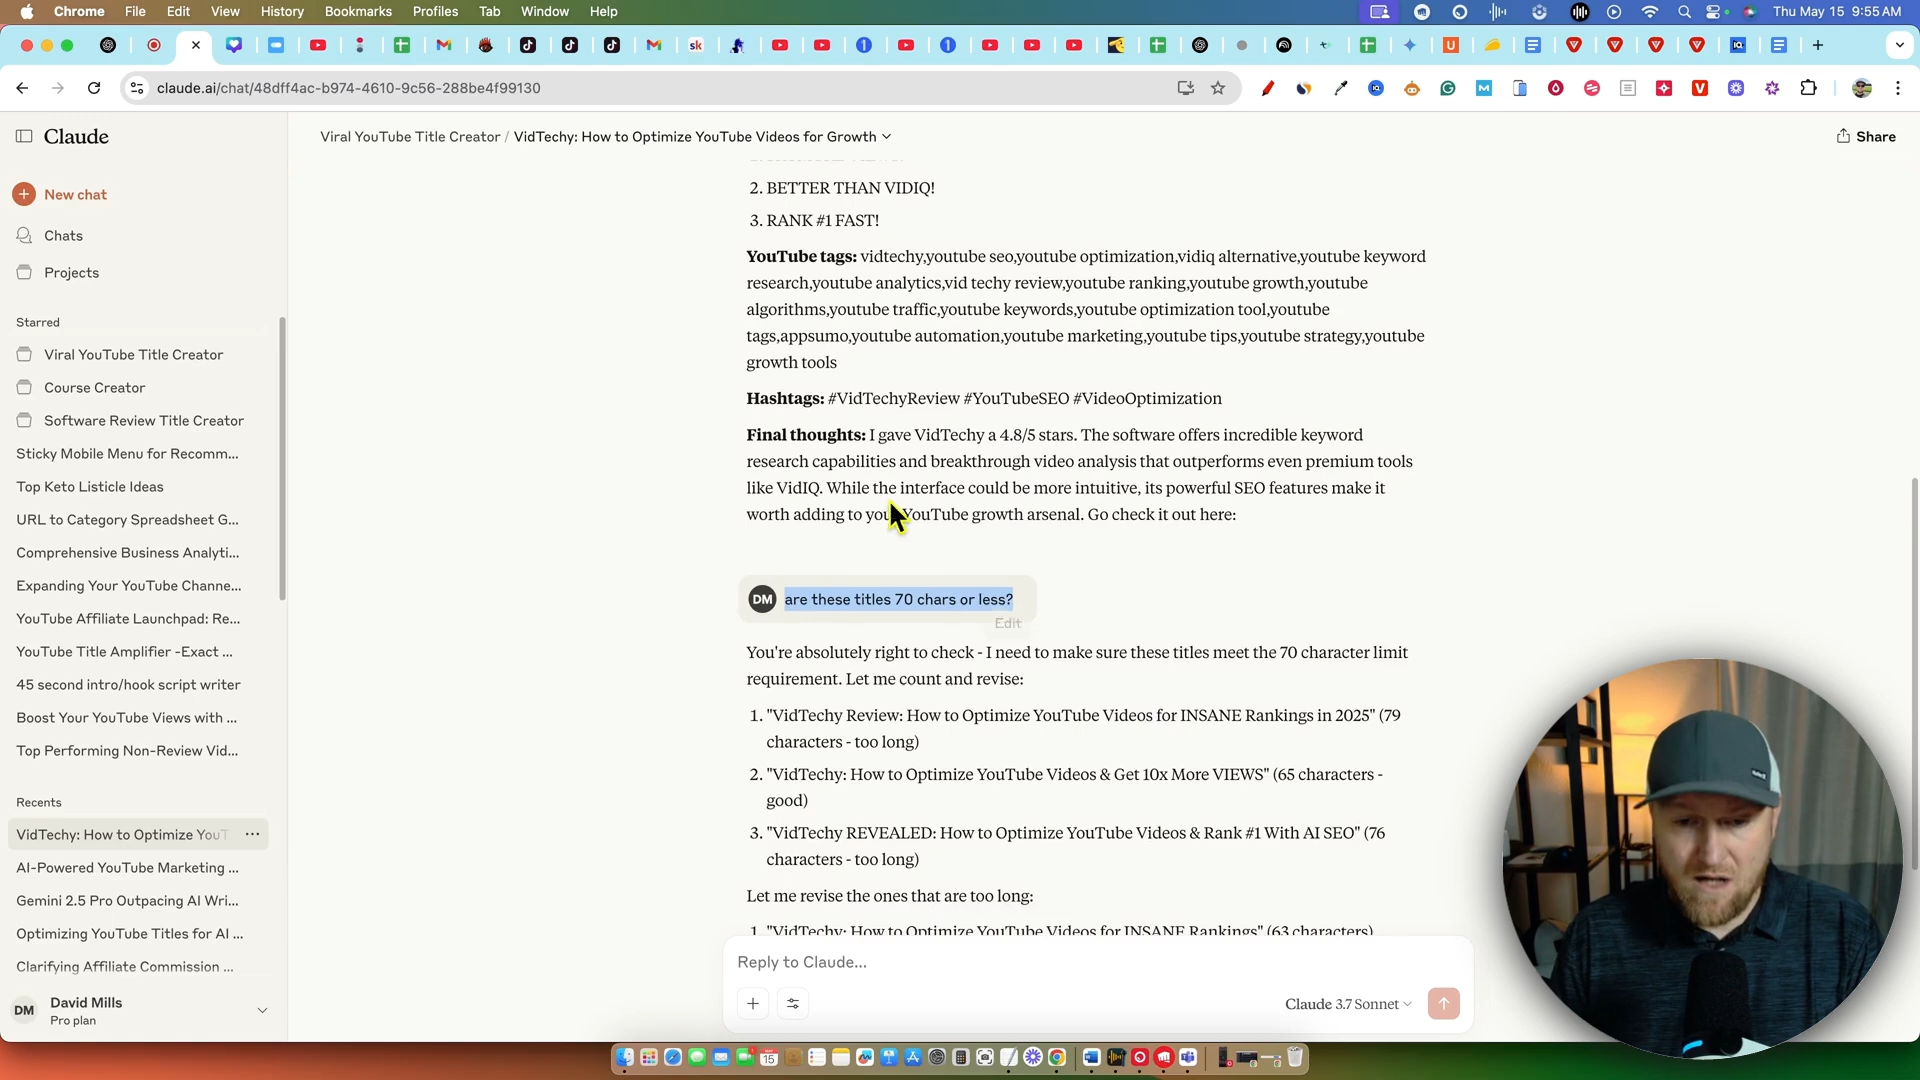 Chrome File Edit View History Bookmarks Profiles Tab Window Help
Thu May 15 9:55 AM
claude.ai/chat/48dff4ac-b974-4610-9c56-288be4f99130
Claude
Viral YouTube Title Creator / VidTechy: How to Optimize YouTube Videos for Growth
Share
New chat
Chats
Projects
Starred
Viral YouTube Title Creator
Course Creator
Software Review Title Creator
Sticky Mobile Menu for Recomm...
Top Keto Listicle Ideas
URL to Category Spreadsheet G...
Comprehensive Business Analyti...
Expanding Your YouTube Channe...
YouTube Affiliate Launchpad: Re...
YouTube Title Amplifier -Exact ...
45 second intro/hook script writer
Boost Your YouTube Views with ...
Top Performing Non-Review Vid...
Recents
VidTechy: How to Optimize YouT
AI-Powered YouTube Marketing ...
Gemini 2.5 Pro Outpacing AI Wri...
Optimizing YouTube Titles for AI ...
Clarifying Affiliate Commission ...
DM
David Mills
Pro plan
2. BETTER THAN VIDIQ!
3. RANK #1 FAST!
YouTube tags: vidtechy,youtube seo,youtube optimization,vidiq alternative,youtube keyword
research,youtube analytics,vid techy review,youtube ranking,youtube growth,youtube
algorithms,youtube traffic,youtube keywords,youtube optimization tool,youtube
tags,appsumo,youtube automation,youtube marketing,youtube tips,youtube strategy,youtube
growth tools
Hashtags: #VidTechyReview #YouTubeSEO #VideoOptimization
Final thoughts: I gave VidTechy a 4.8/5 stars. The software offers incredible keyword
research capabilities and breakthrough video analysis that outperforms even premium tools
like VidIQ. While the interface could be more intuitive, its powerful SEO features make it
worth adding to your YouTube growth arsenal. Go check it out here:
DM are these titles 70 chars or less?
Edit
You're absolutely right to check - I need to make sure these titles meet the 70 character limit
requirement. Let me count and revise:
1. "VidTechy Review: How to Optimize YouTube Videos for INSANE Rankings in 2025" (79
characters - too long)
2. "VidTechy: How to Optimize YouTube Videos & Get 10x More VIEWS" (65 characters -
good)
3. "VidTechy REVEALED: How to Optimize YouTube Videos & Rank #1 With AI SEO" (76
characters - too long)
Let me revise the ones that are too long:
1. "VidTechy: How to Optimize YouTube Videos for INSANE Rankings" (63 characters)
Reply to Claude...
Claude 3.7 Sonnet